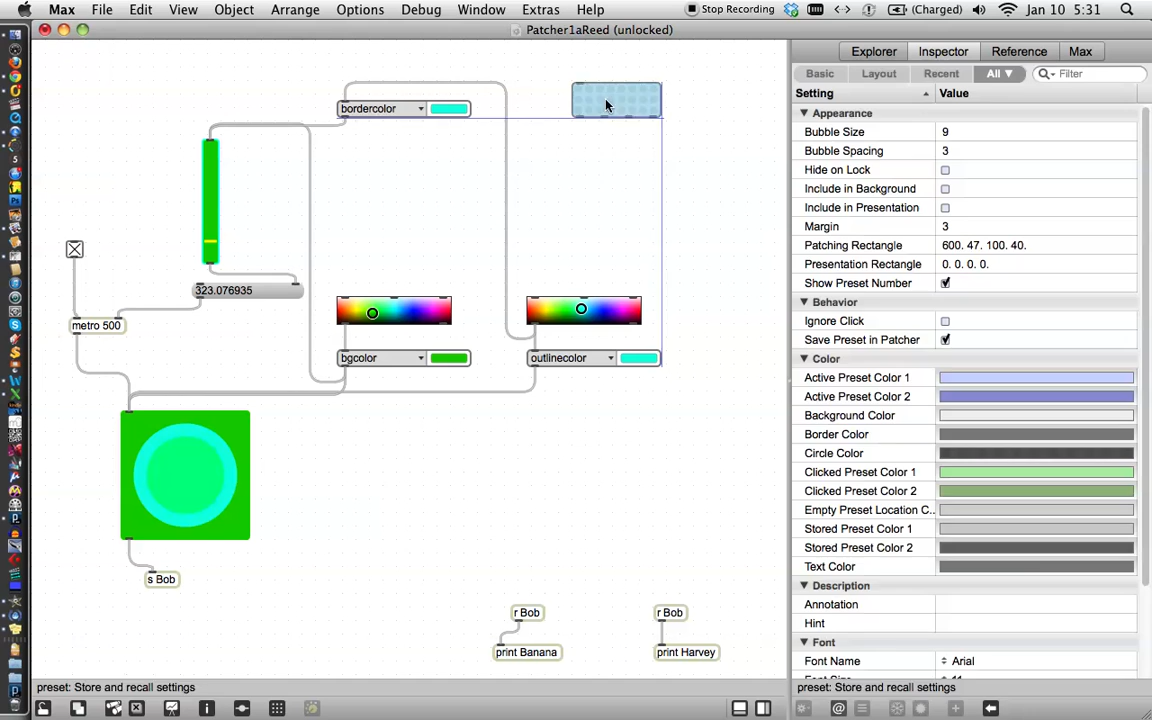 Max File Edit View Object Arrange Options Debug Window Extras Help Stop Recording (Charged) Jan 10 5:31
Patcher1aReed (unlocked)
Explorer Inspector Reference Max
Basic Layout Recent All ▼ Filter
Setting Value
bordercolor
Appearance
Bubble Size 9
Bubble Spacing 3
Hide on Lock
Include in Background
Include in Presentation
Margin 3
Patching Rectangle 600. 47. 100. 40.
Presentation Rectangle 0. 0. 0. 0.
Show Preset Number
323.076935
Behavior
metro 500
Ignore Click
Save Preset in Patcher
bgcolor outlinecolor
Color
Active Preset Color 1
Active Preset Color 2
Background Color
Border Color
Circle Color
Clicked Preset Color 1
Clicked Preset Color 2
Empty Preset Location C..
Stored Preset Color 1
Stored Preset Color 2
Text Color
s Bob
Description
Annotation
r Bob r Bob
Hint
Font
print Banana print Harvey
Font Name Arial
preset: Store and recall settings preset: Store and recall settings